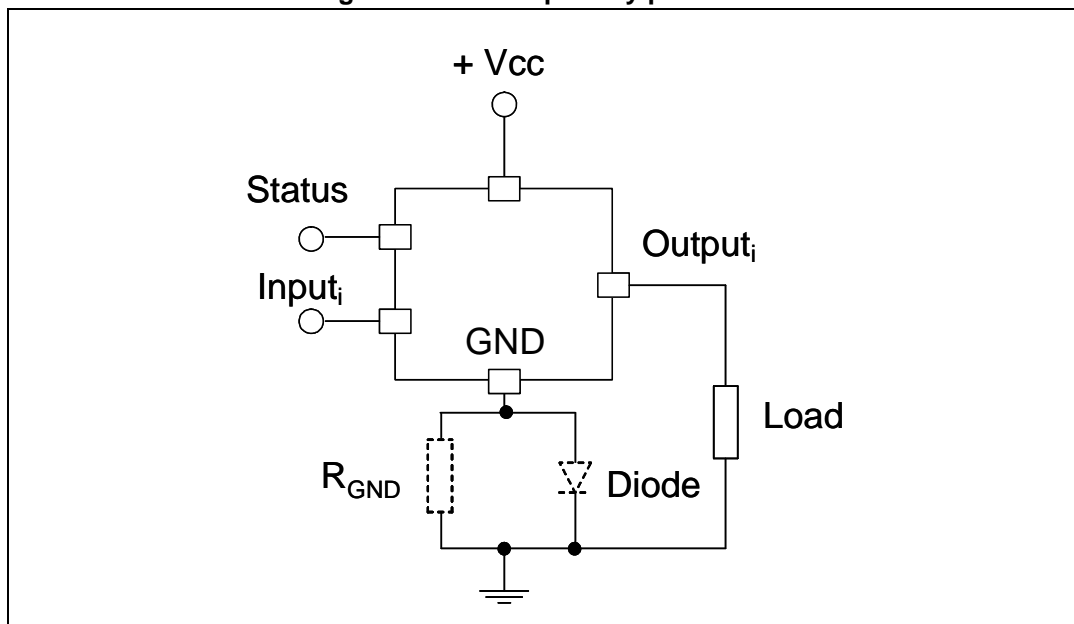 + Vcc
Status
Outputᵢ
Inputᵢ
GND
Load
R_GND
Diode